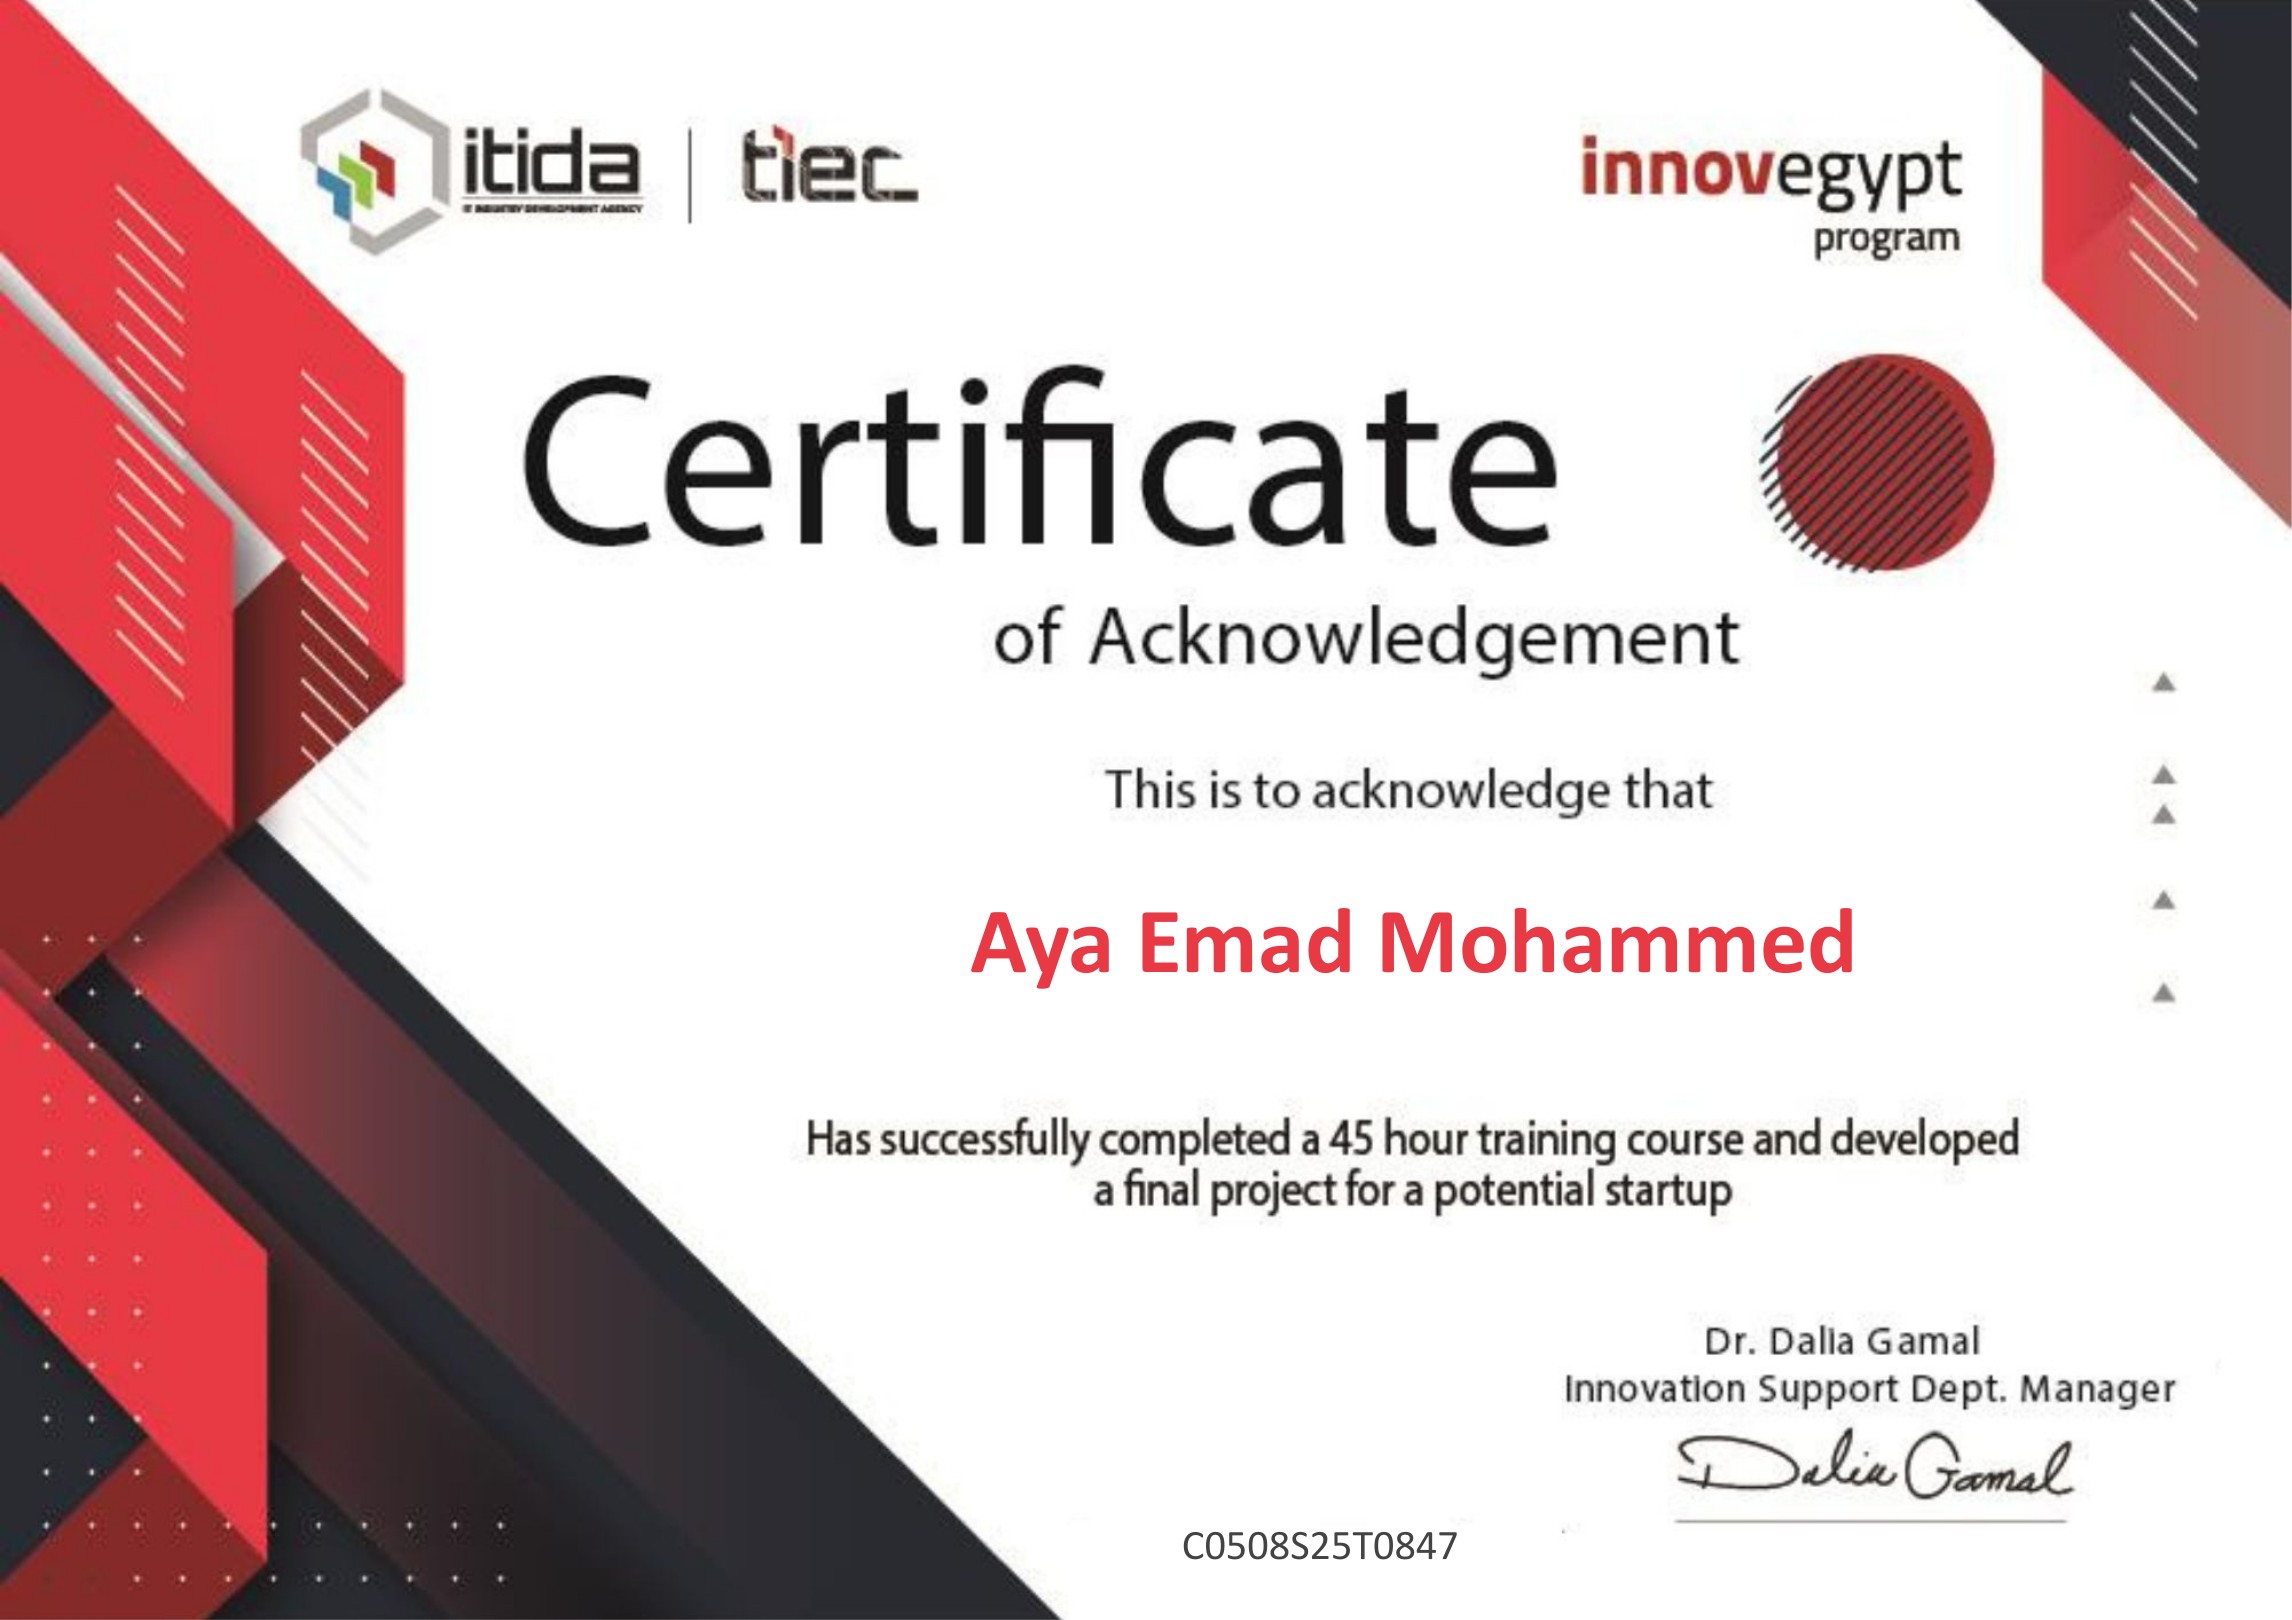 itida
IT INDUSTRY DEVELOPMENT AGENCY
tiec
innovegypt
program
Certificate
of Acknowledgement
This is to acknowledge that
Aya Emad Mohammed
Has successfully completed a 45 hour training course and developed
a final project for a potential startup
Dr. Dalia Gamal
Innovation Support Dept. Manager
Dalia Gamal
C0508S25T0847